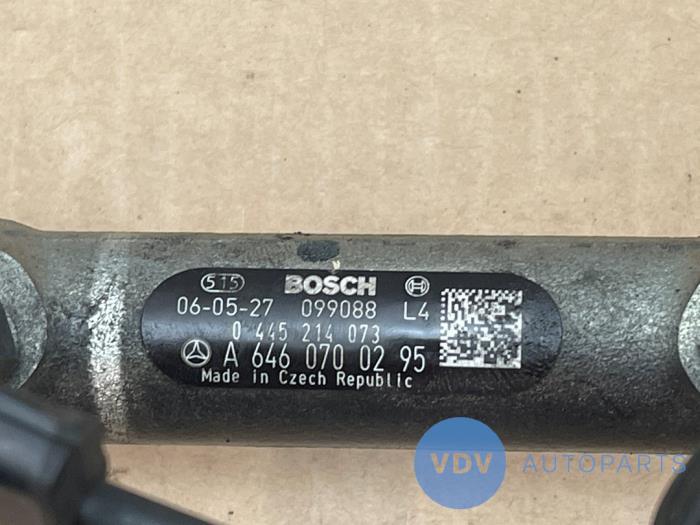 515 BOSCH
06-05-27 099088 L4
0 445 214 073
A 646 070 02 95
Made in Czech Republic
VDV AUTOPARTS